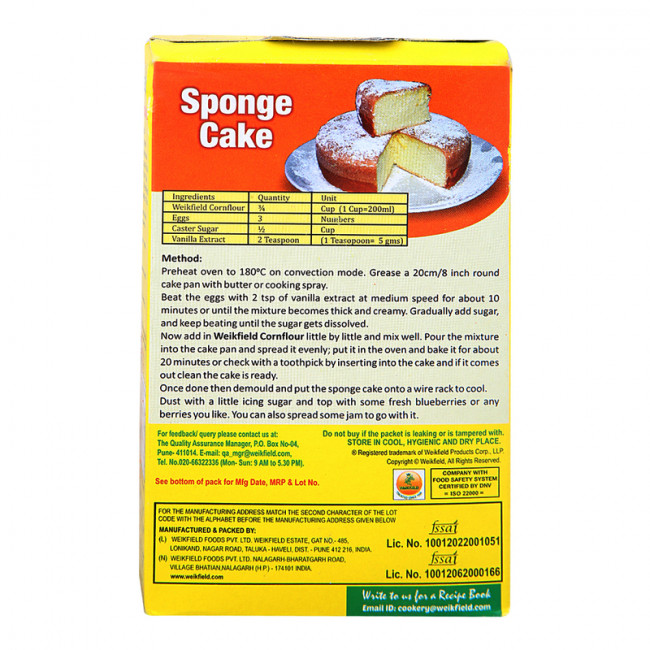 Sponge
Cake
Ingredients Quantity Unit
Weikfield Cornflour ¾ Cup (1 Cup=200ml)
Eggs 3 Numbers
Caster Sugar ½ Cup
Vanilla Extract 2 Teaspoon (1 Teasopoon= 5 gms)
Method:
Preheat oven to 180ºC on convection mode. Grease a 20cm/8 inch round
cake pan with butter or cooking spray.
Beat the eggs with 2 tsp of vanilla extract at medium speed for about 10
minutes or until the mixture becomes thick and creamy. Gradually add sugar,
and keep beating until the sugar gets dissolved.
Now add in Weikfield Cornflour little by little and mix well. Pour the mixture
into the cake pan and spread it evenly; put it in the oven and bake it for about
20 minutes or check with a toothpick by inserting into the cake and if it comes
out clean the cake is ready.
Once done then demould and put the sponge cake onto a wire rack to cool.
Dust with a little icing sugar and top with some fresh blueberries or any
berries you like. You can also spread some jam to go with it.
For feedback/ query please contact us at:
The Quality Assurance Manager, P.O. Box No-04,
Pune- 411014. E-mail: qa_mgr@weikfield.com,
Tel. No.020-66322336 (Mon- Sun: 9 AM to 5.30 PM).
See bottom of pack for Mfg Date, MRP & Lot No.
Do not buy if the packet is leaking or is tampered with.
STORE IN COOL, HYGIENIC AND DRY PLACE.
® Registered trademark of Weikfield Products Corp., LLP
Copyright © Weikfield, All Rights Reserved.
WEIKFIELD
COMPANY WITH
FOOD SAFETY SYSTEM
CERTIFIED BY DNV
= ISO 22000 =
FOR THE MANUFACTURING ADDRESS MATCH THE SECOND CHARACTER OF THE LOT
CODE WITH THE ALPHABET BEFORE THE MANUFACTURING ADDRESS GIVEN BELOW
MANUFACTURED & PACKED BY:
(L) WEIKFIELD FOODS PVT. LTD. WEIKFIELD ESTATE, GAT NO.- 485,
LONIKAND, NAGAR ROAD, TALUKA - HAVELI, DIST. - PUNE 412 216, INDIA.
(N) WEIKFIELD FOODS PVT. LTD. NALAGARH-BHARATGARH ROAD,
VILLAGE BHATIAN,NALAGARH (H.P.) - 174101 INDIA.
www.weikfield.com
fssai
Lic. No. 10012022001051
fssai
Lic. No. 10012062000166
Write to us for a Recipe Book
Email ID: cookery@weikfield.com